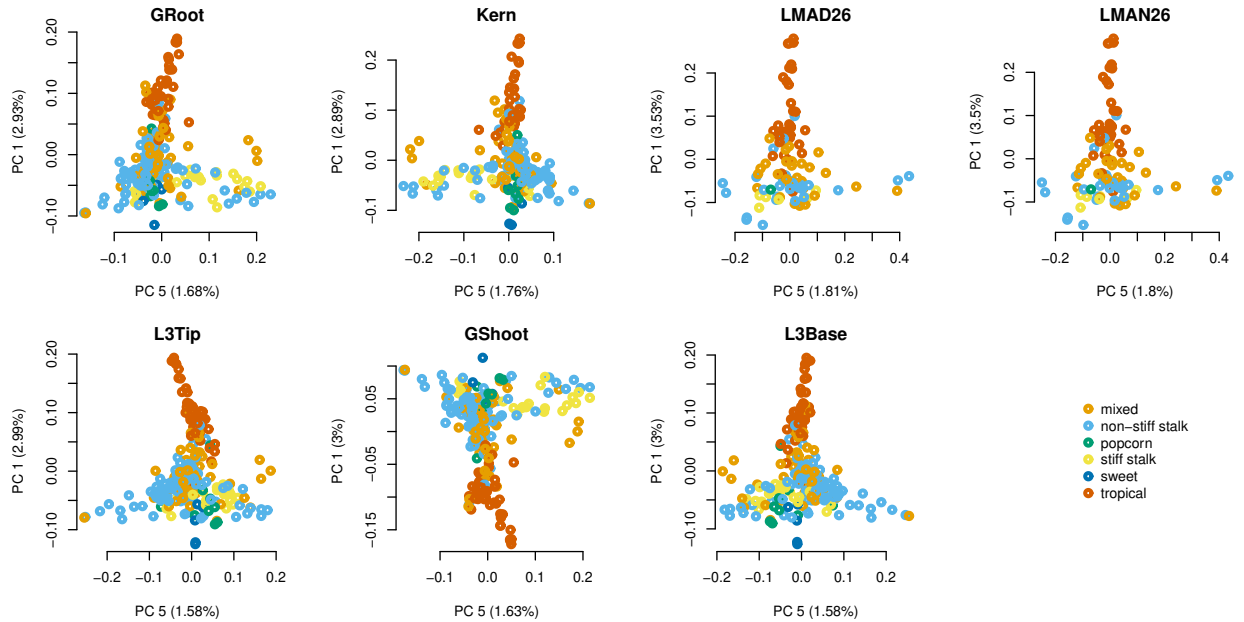 GRoot
PC 1 (2.93%)
0.20
0.10
0.00
−0.10
−0.1 0.0 0.1 0.2
PC 5 (1.68%)
Kern
PC 1 (2.89%)
0.2
0.1
0.0
−0.1
−0.2 −0.1 0.0 0.1
PC 5 (1.76%)
LMAD26
PC 1 (3.53%)
0.2
0.1
0.0
−0.1
−0.2 0.0 0.2 0.4
PC 5 (1.81%)
LMAN26
PC 1 (3.5%)
0.2
0.1
0.0
−0.1
−0.2 0.0 0.2 0.4
PC 5 (1.8%)
L3Tip
PC 1 (2.99%)
0.20
0.10
0.00
−0.10
−0.2 −0.1 0.0 0.1 0.2
PC 5 (1.58%)
GShoot
PC 1 (3%)
0.05
−0.05
−0.15
−0.1 0.0 0.1 0.2
PC 5 (1.63%)
L3Base
PC 1 (3%)
0.20
0.10
0.00
−0.10
−0.2 −0.1 0.0 0.1 0.2
PC 5 (1.58%)
mixed
non−stiff stalk
popcorn
stiff stalk
sweet
tropical